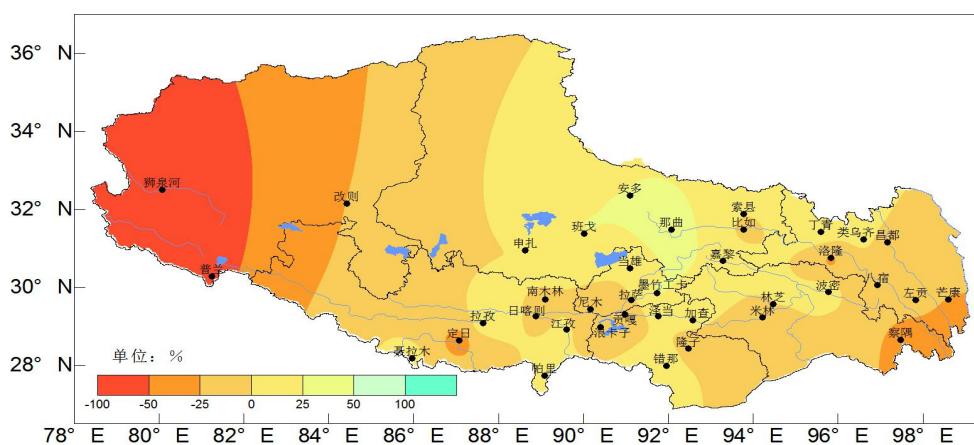 36° N
34° N
32° N
30° N
28° N
狮泉河
改则
普兰
安多
班戈
那曲
申扎
当雄
索县
比如
丁青
类乌齐
昌都
嘉黎
洛隆
南木林
尼木
拉萨
墨竹工卡
林芝
波密
八宿
左贡
芒康
日喀则
拉孜
江孜
贡嘎
浪卡子
泽当
加查
米林
定日
隆子
察隅
聂拉木
错那
帕里
单位：%
-100 -50 -25 0 25 50 100
78° E 80° E 82° E 84° E 86° E 88° E 90° E 92° E 94° E 96° E 98° E